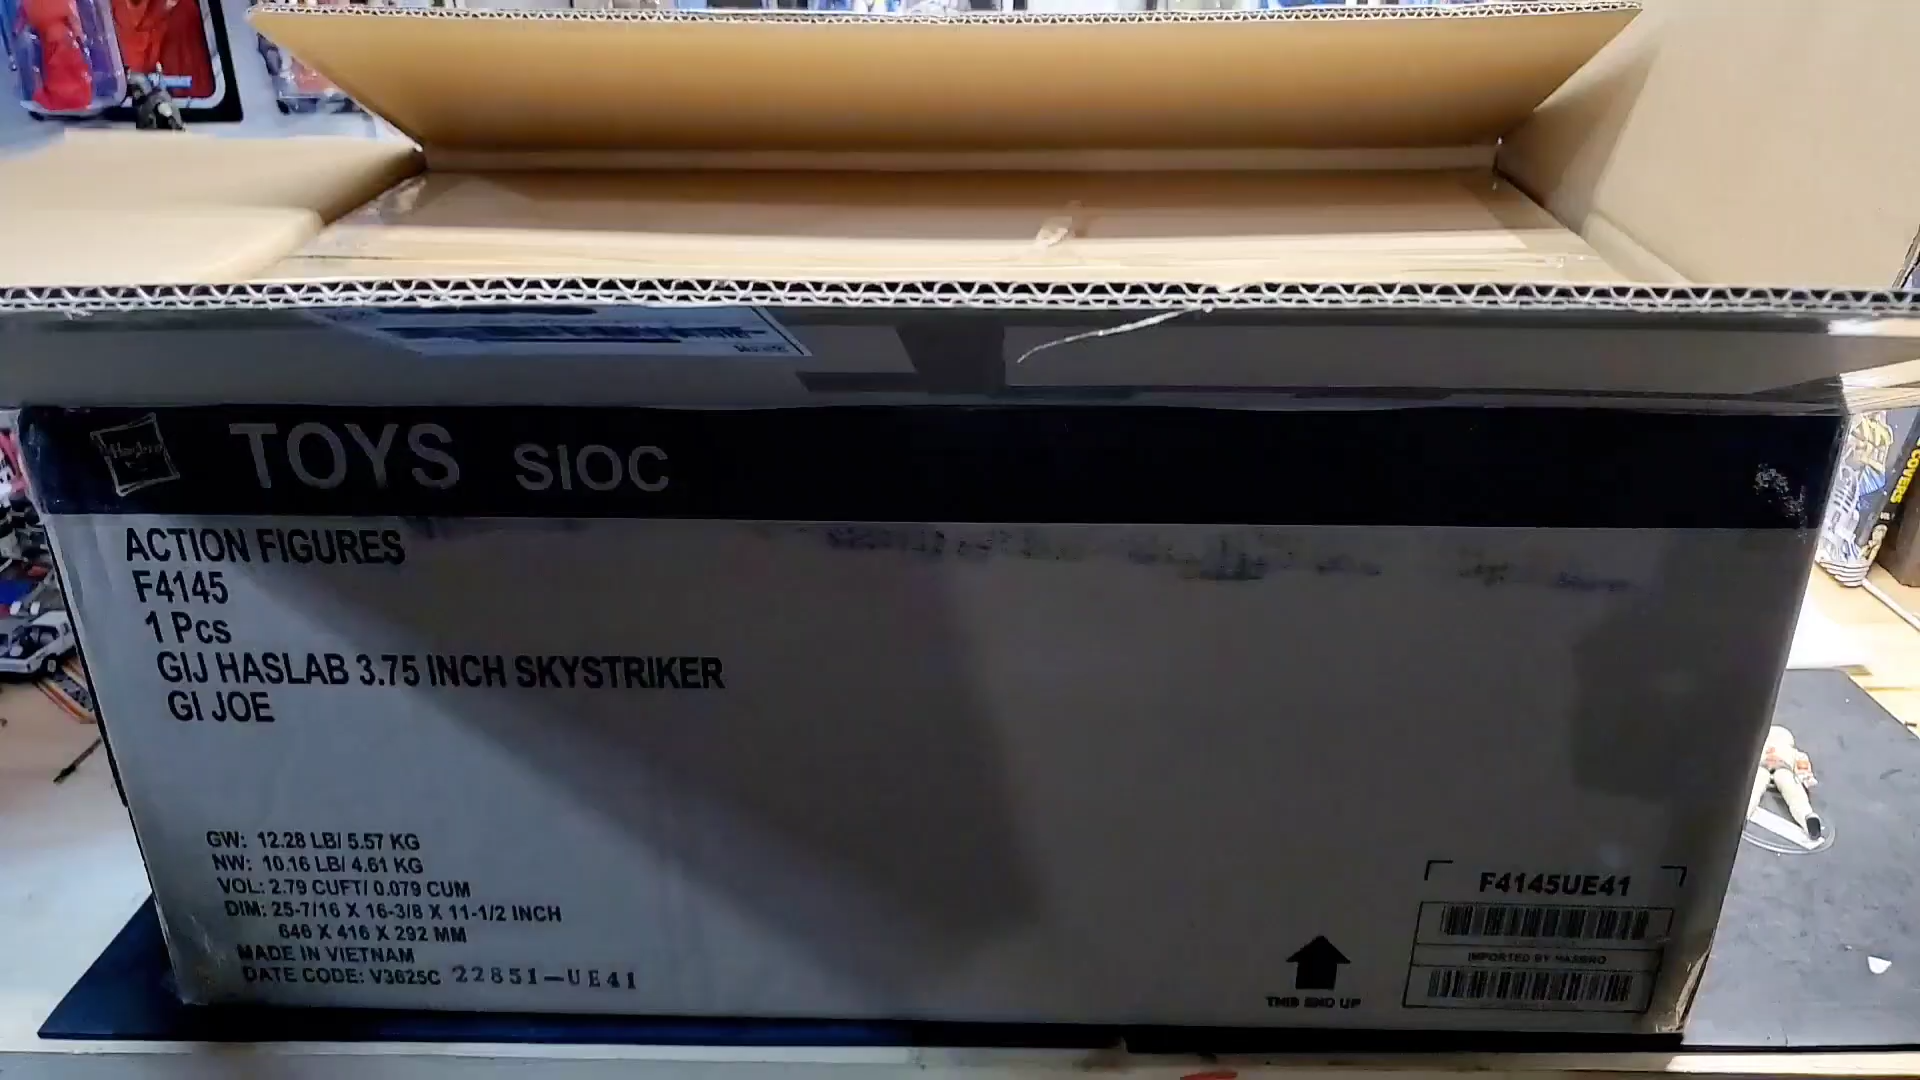 Hasbro
TOYS SIOC
ACTION FIGURES
F4145
1 Pcs
GIJ HASLAB 3.75 INCH SKYSTRIKER
GI JOE
GW: 12.28 LB/ 5.57 KG
NW: 10.16 LB/ 4.61 KG
VOL: 2.79 CUFT/ 0.079 CUM
DIM: 25-7/16 X 16-3/8 X 11-1/2 INCH
646 X 416 X 292 MM
MADE IN VIETNAM
DATE CODE: V3625C 22851-UE41
F4145UE41
IMPORTED BY HASBRO
THIS END UP
COVERS